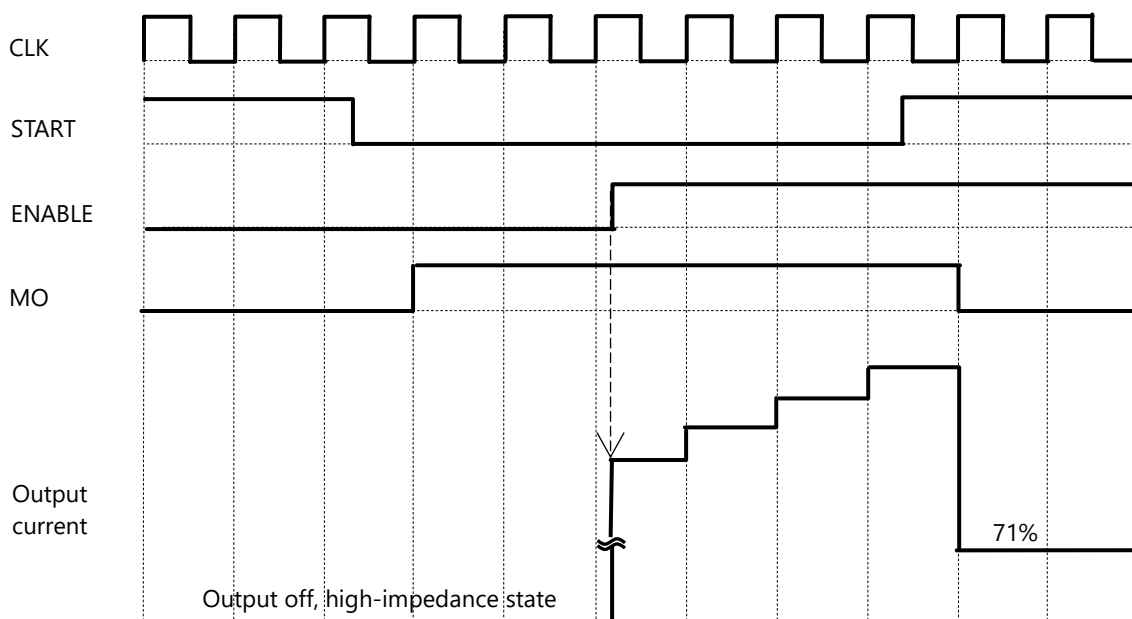 CLK
START
ENABLE
MO
Output
current
71%
Output off, high-impedance state